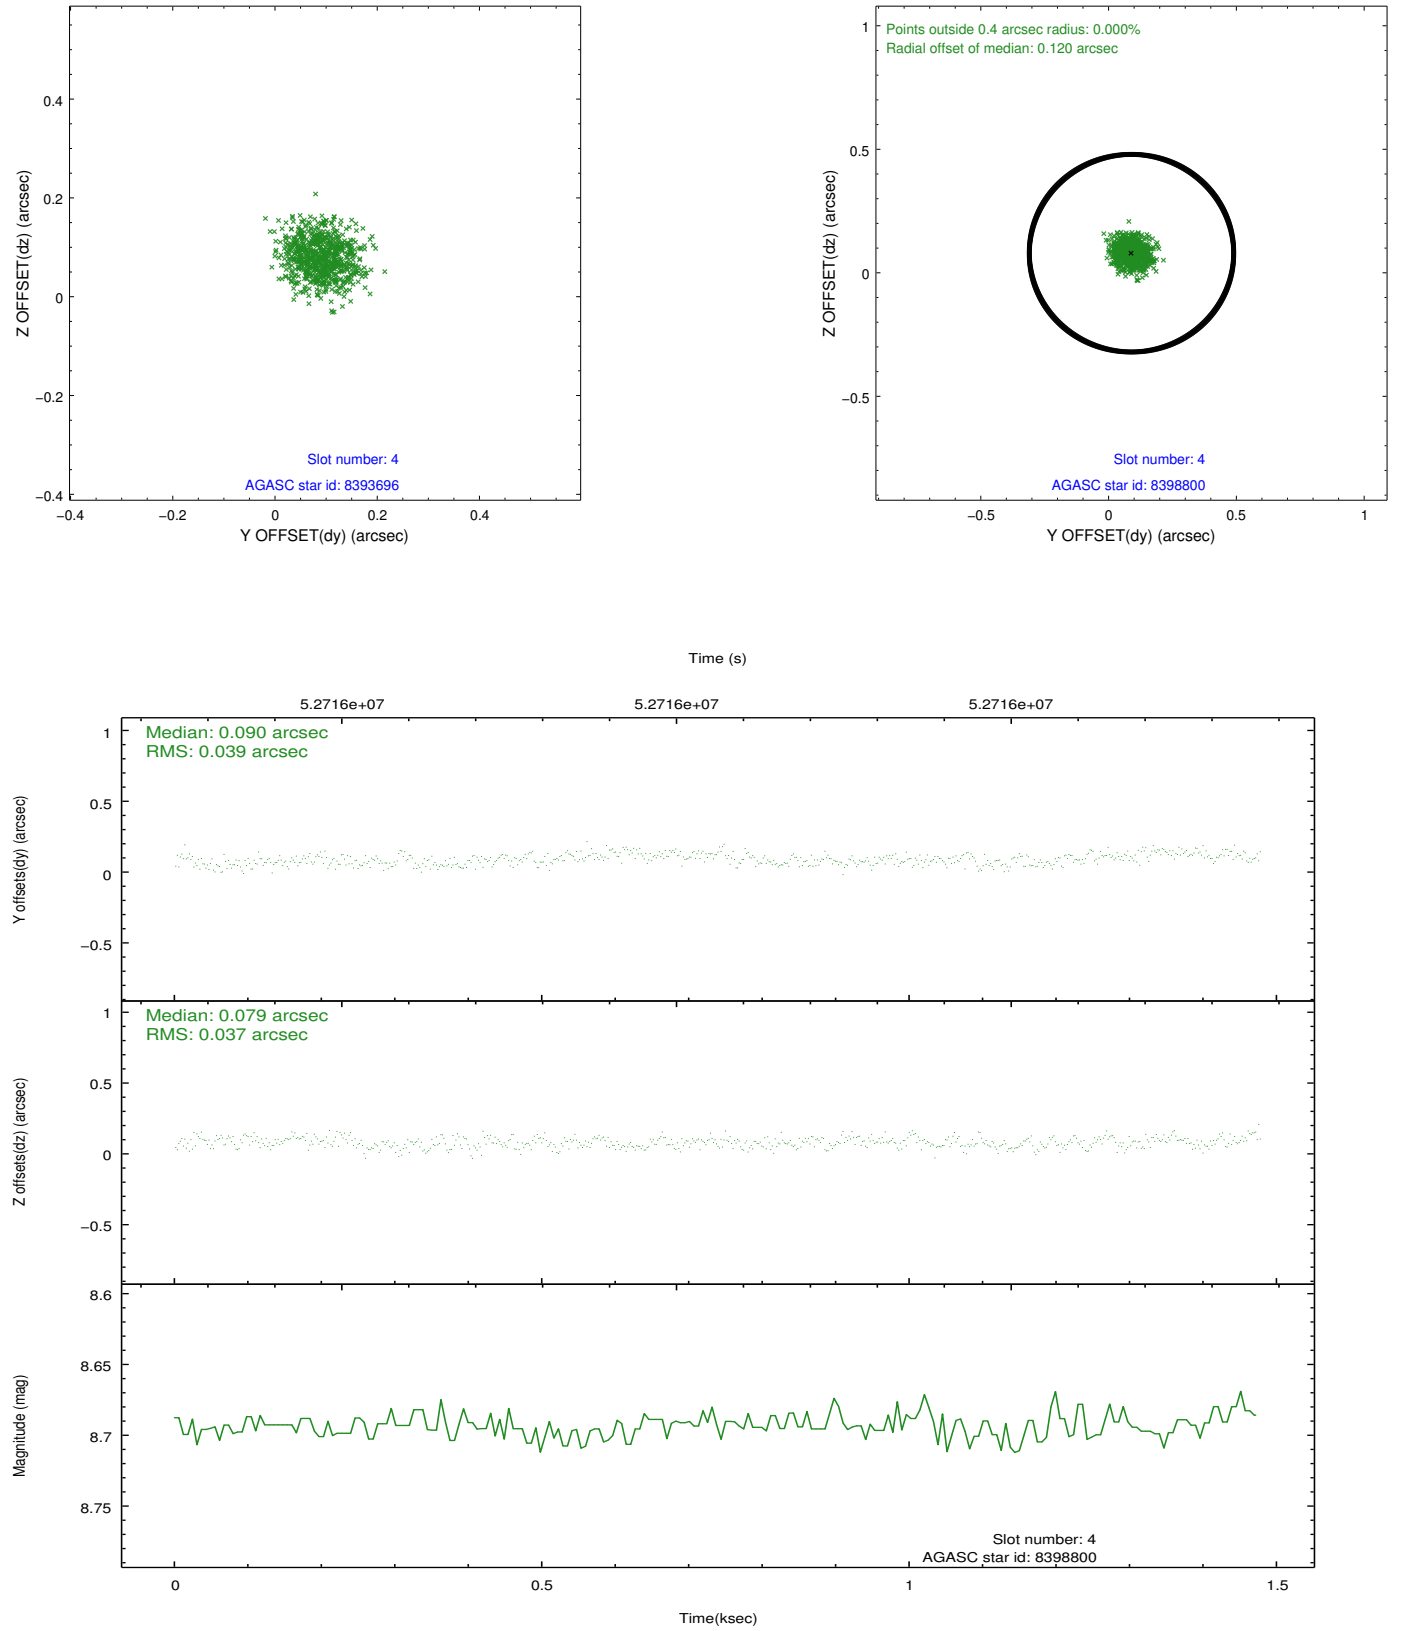 0.4
0.2
0
−0.2
−0.4
−0.4
−0.2
0
0.2
0.4
Z OFFSET(dz) (arcsec)
Y OFFSET(dy) (arcsec)
Slot number: 4
AGASC star id: 8393696
Points outside 0.4 arcsec radius: 0.000%
Radial offset of median: 0.120 arcsec
1
0.5
0
−0.5
−0.5
0
0.5
1
Z OFFSET(dz) (arcsec)
Y OFFSET(dy) (arcsec)
Slot number: 4
AGASC star id: 8398800
Time (s)
5.2716e+07
5.2716e+07
5.2716e+07
Median: 0.090 arcsec
RMS: 0.039 arcsec
1
0.5
0
−0.5
Y offsets(dy) (arcsec)
Median: 0.079 arcsec
RMS: 0.037 arcsec
1
0.5
0
−0.5
Z offsets(dz) (arcsec)
8.6
8.65
8.7
8.75
Magnitude (mag)
Slot number: 4
AGASC star id: 8398800
0
0.5
1
1.5
Time(ksec)